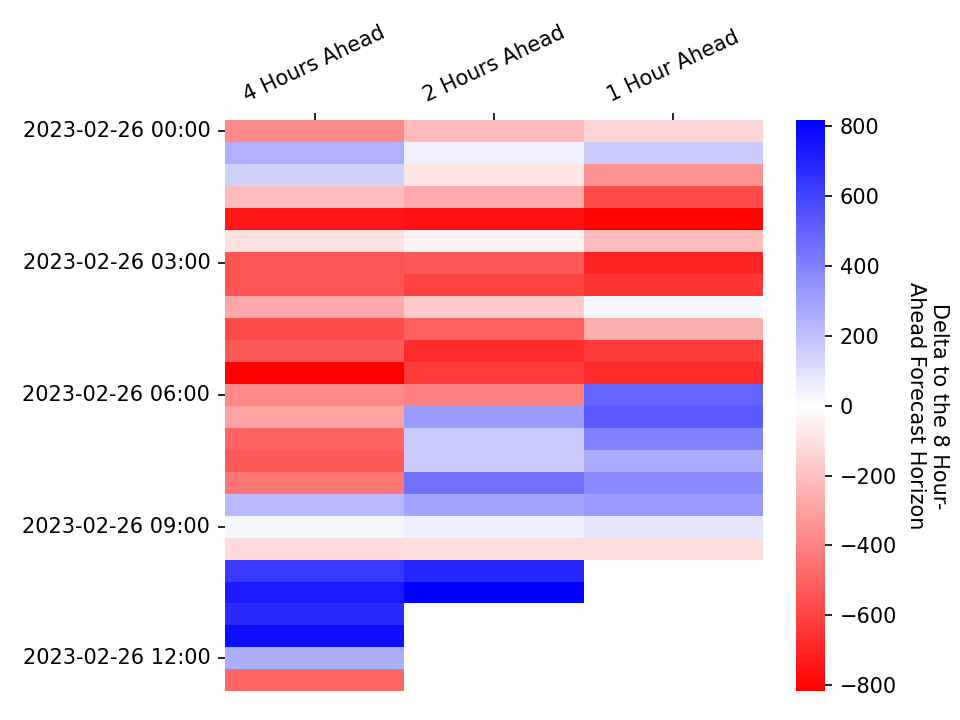 4 Hours Ahead
2 Hours Ahead
1 Hour Ahead
2023-02-26 00:00
2023-02-26 03:00
2023-02-26 06:00
2023-02-26 09:00
2023-02-26 12:00
800
600
400
200
0
−200
−400
−600
−800
Delta to the 8 Hour-
Ahead Forecast Horizon